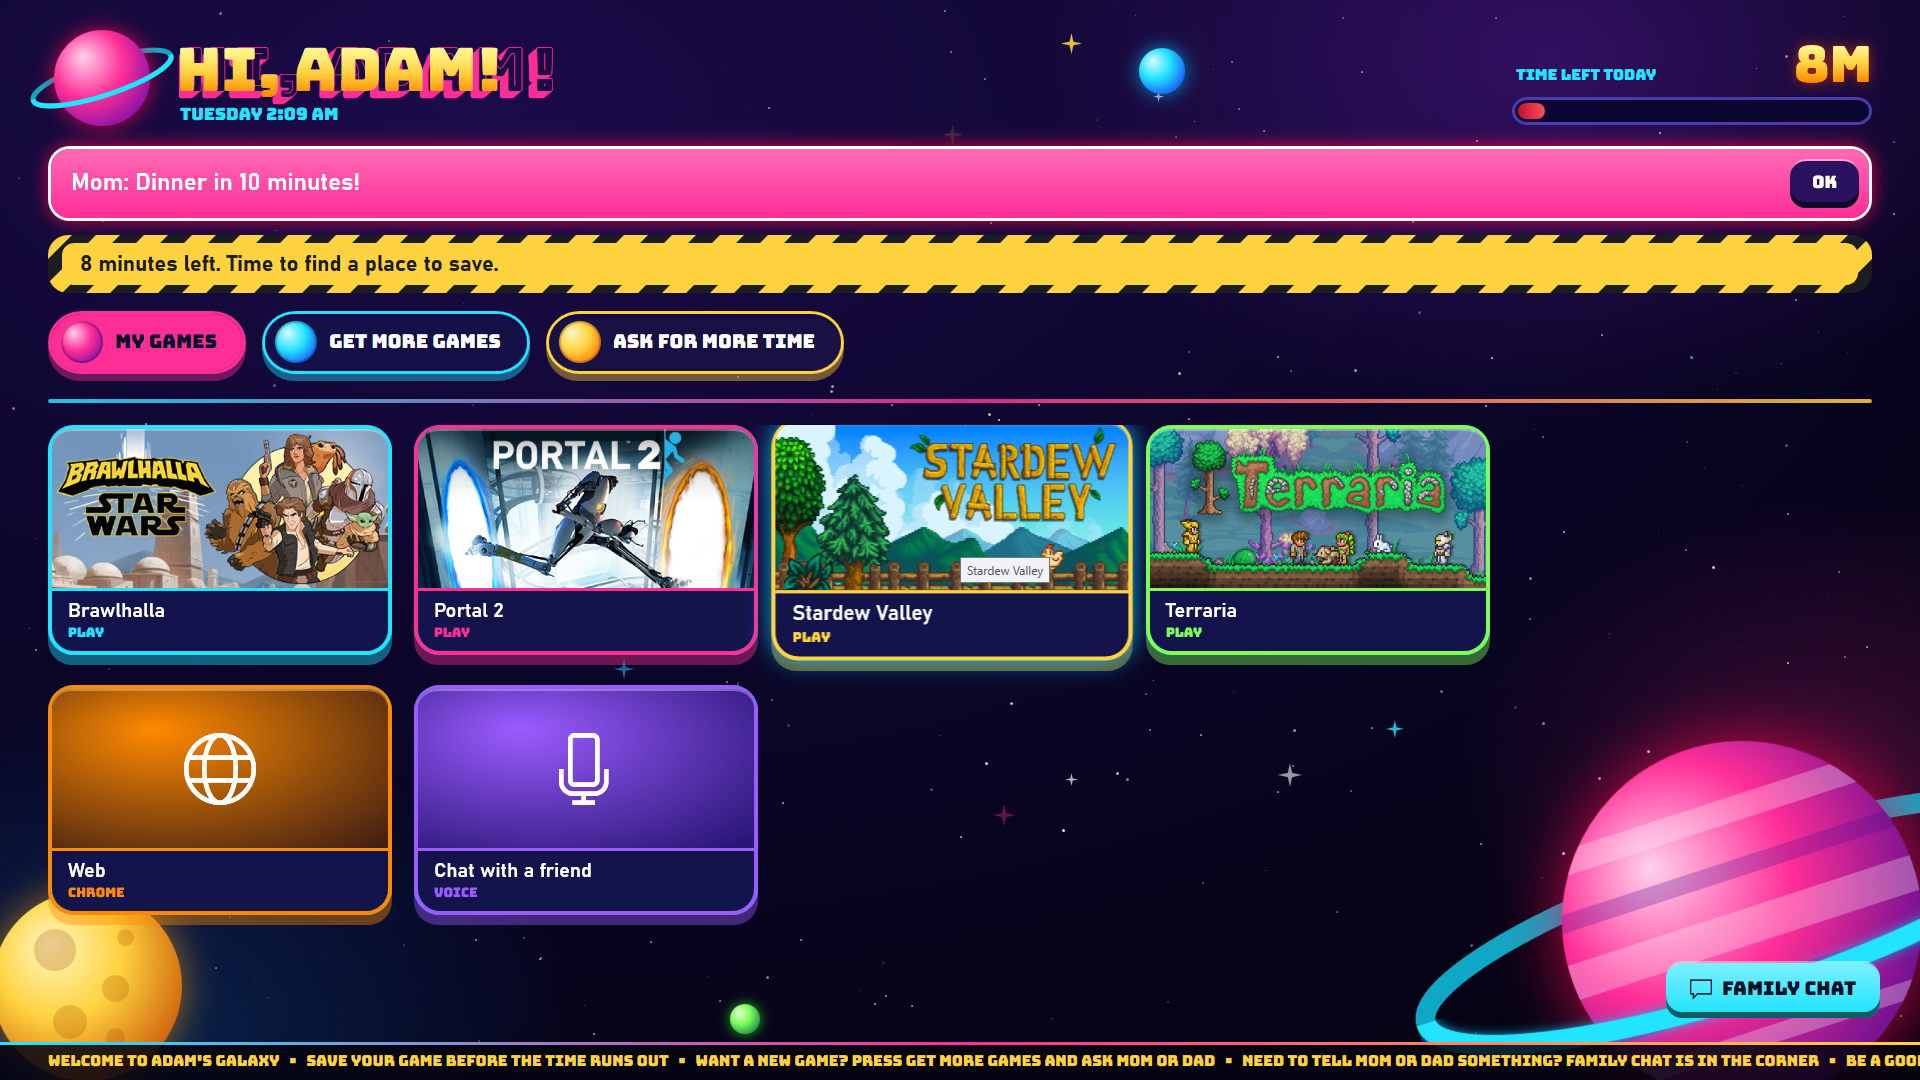 HI, ADAM!
TUESDAY 2:09 AM
TIME LEFT TODAY
8M
Mom: Dinner in 10 minutes!
OK
8 minutes left. Time to find a place to save.
MY GAMES
GET MORE GAMES
ASK FOR MORE TIME
BRAWLHALLA
STAR
WARS
Brawlhalla
PLAY
PORTAL 2
Portal 2
PLAY
STARDEW
VALLEY
Stardew Valley
Stardew Valley
PLAY
Terraria
Terraria
PLAY
Web
CHROME
Chat with a friend
VOICE
FAMILY CHAT
WELCOME TO ADAM'S GALAXY ▪ SAVE YOUR GAME BEFORE THE TIME RUNS OUT ▪ WANT A NEW GAME? PRESS GET MORE GAMES AND ASK MOM OR DAD ▪ NEED TO TELL MOM OR DAD SOMETHING? FAMILY CHAT IS IN THE CORNER ▪ BE A